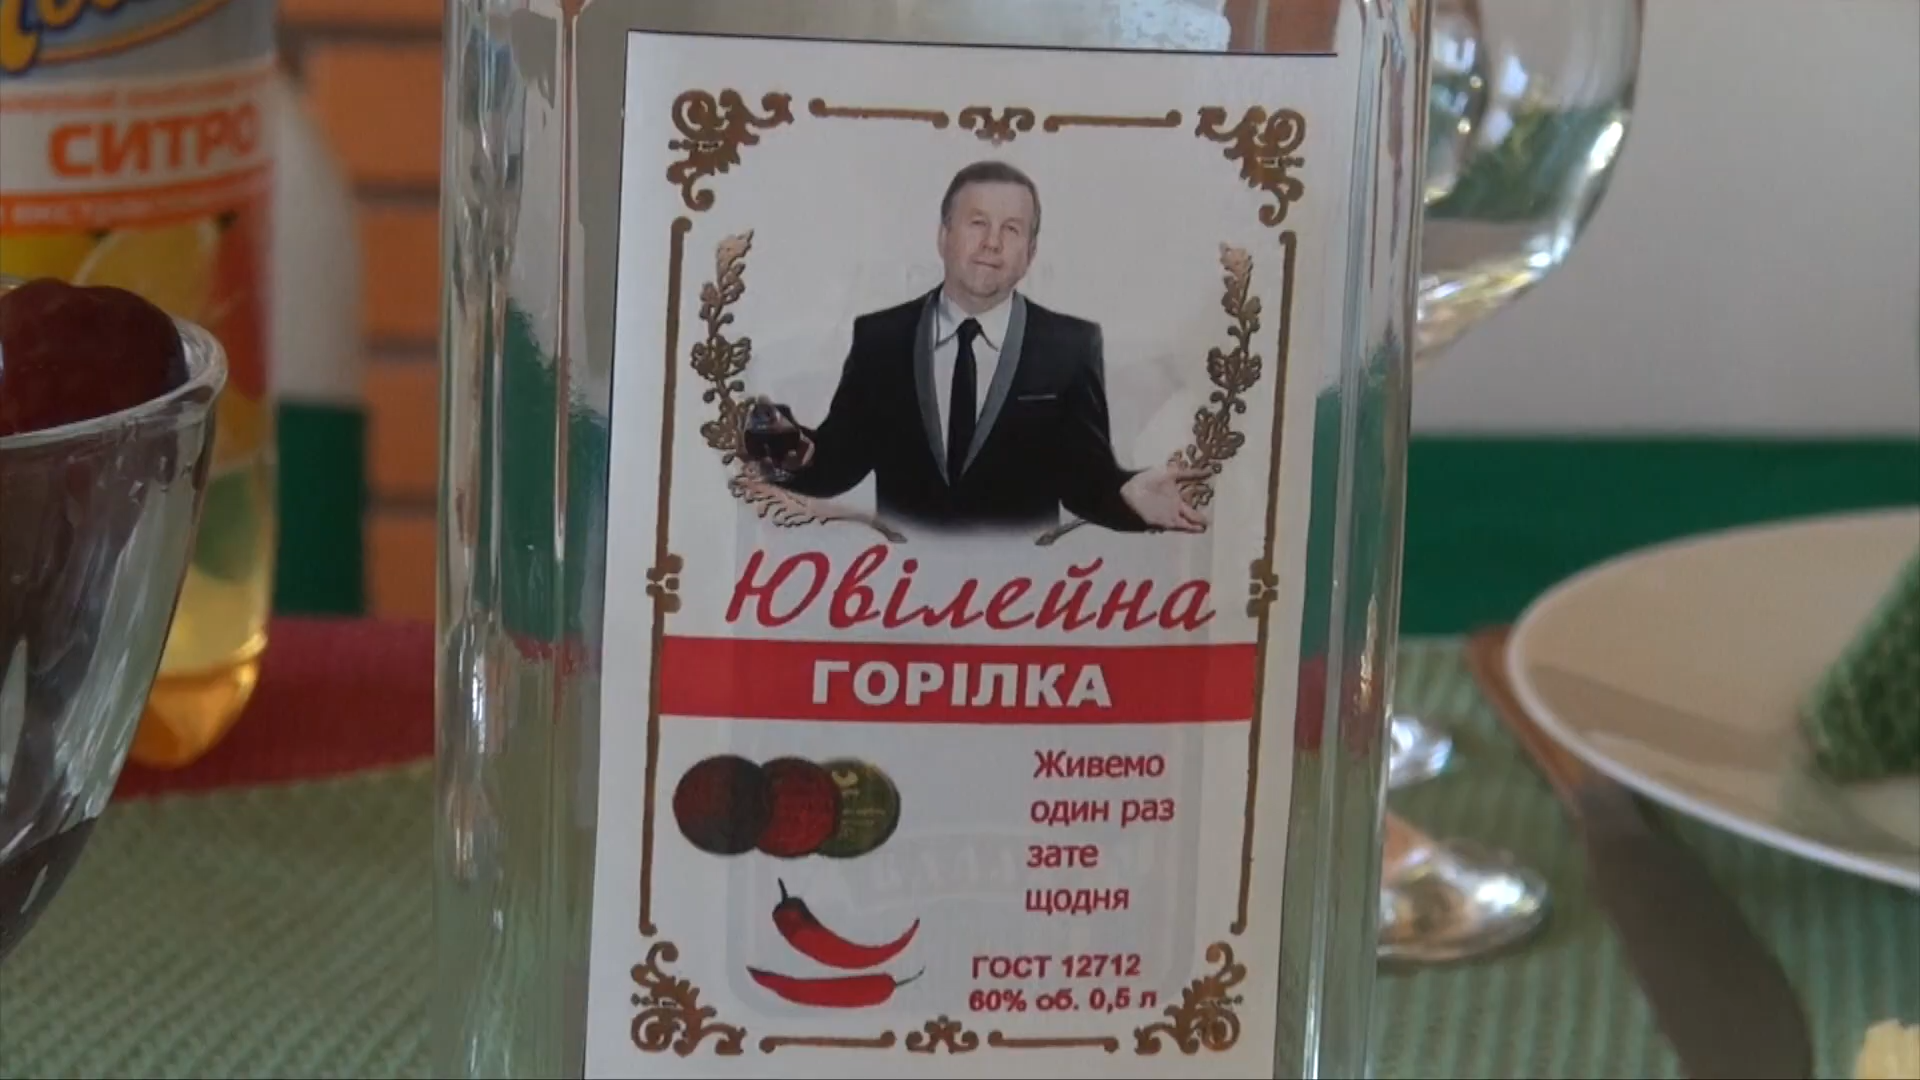 СИТРО
Ювілейна
ГОРІЛКА
Живемо
один раз
зате
щодня
ГОСТ 12712
60% об. 0,5 л